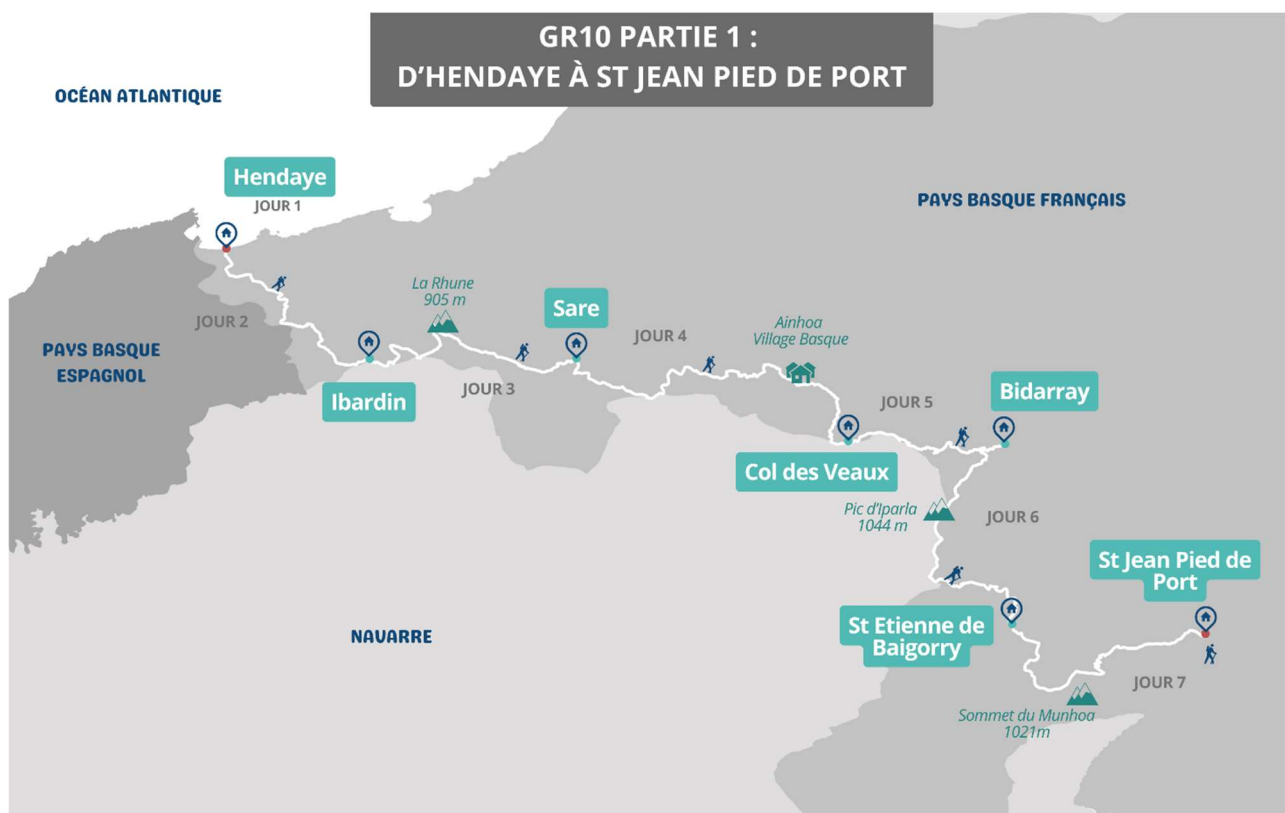 GR10 PARTIE 1 :
D'HENDAYE À ST JEAN PIED DE PORT
OCÉAN ATLANTIQUE
Hendaye
JOUR 1
PAYS BASQUE FRANÇAIS
La Rhune
905 m
Sare
JOUR 2
JOUR 4
Ainhoa
Village Basque
PAYS BASQUE
ESPAGNOL
JOUR 3
Ibardin
JOUR 5
Bidarray
Col des Veaux
Pic d'Iparla
1044 m
JOUR 6
St Jean Pied de
Port
NAVARRE
St Etienne de
Baigorry
JOUR 7
Sommet du Munhoa
1021m